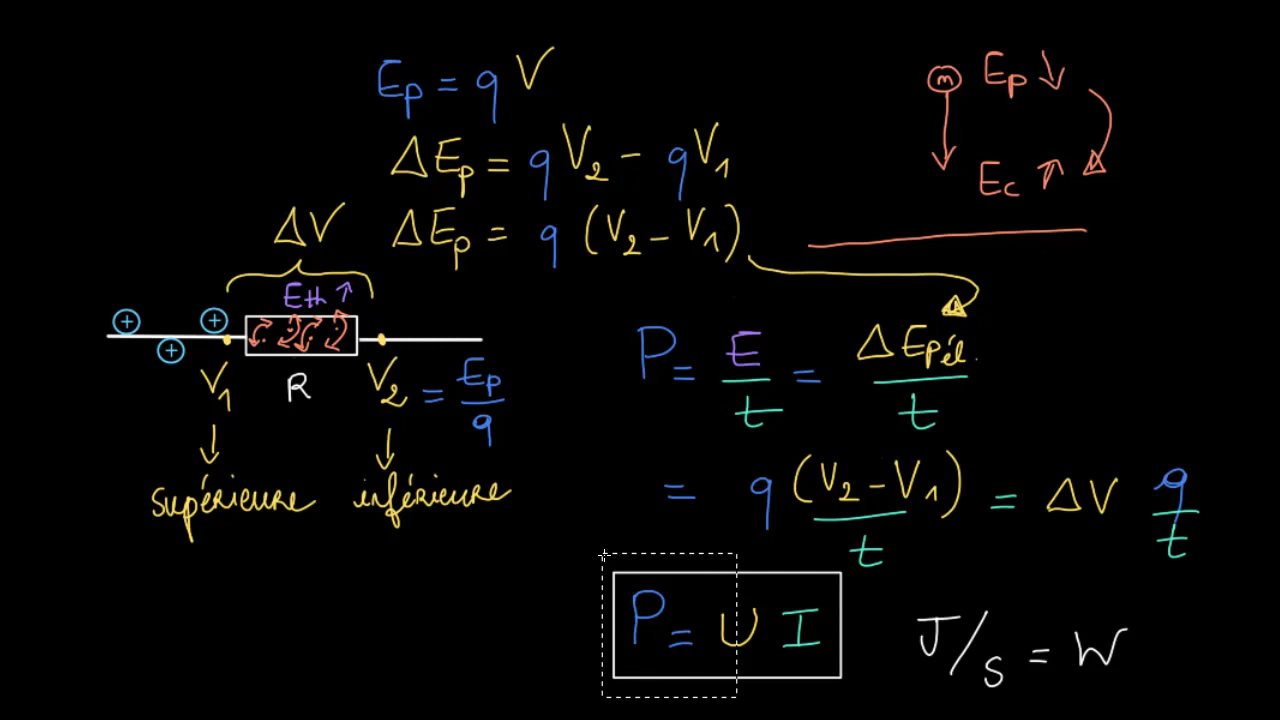 Ep = qV
ΔEp = qV2 - qV1
ΔEp = q (V2 - V1)
m Ep ↘
Ec ↗
ΔV
Eth ↑
+ + +
V1
R
V2 = Ep/q
supérieure
inférieure
P = E/t = ΔEpél./t
= q (V2 - V1)/t = ΔV q/t
P = U I
J/s = W